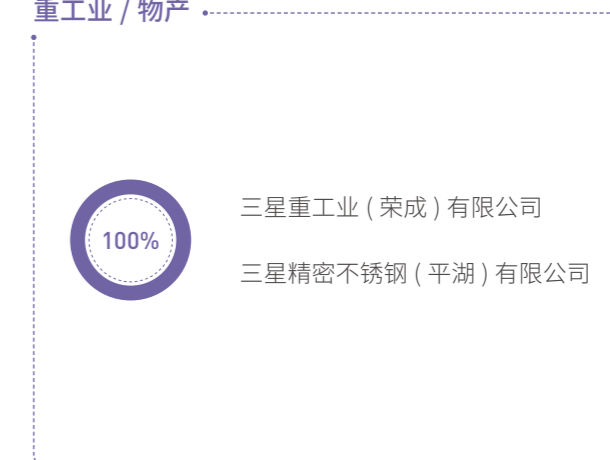 重工业 / 物产
100%
三星重工业 ( 荣成 ) 有限公司
三星精密不锈钢 ( 平湖 ) 有限公司